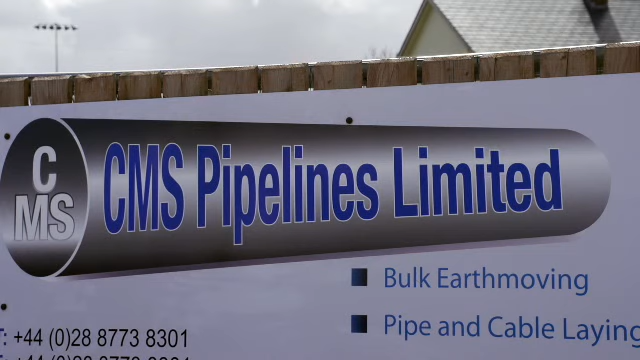 C
MS
CMS Pipelines Limited
Bulk Earthmoving
Pipe and Cable Laying
: +44 (0)28 8773 8301